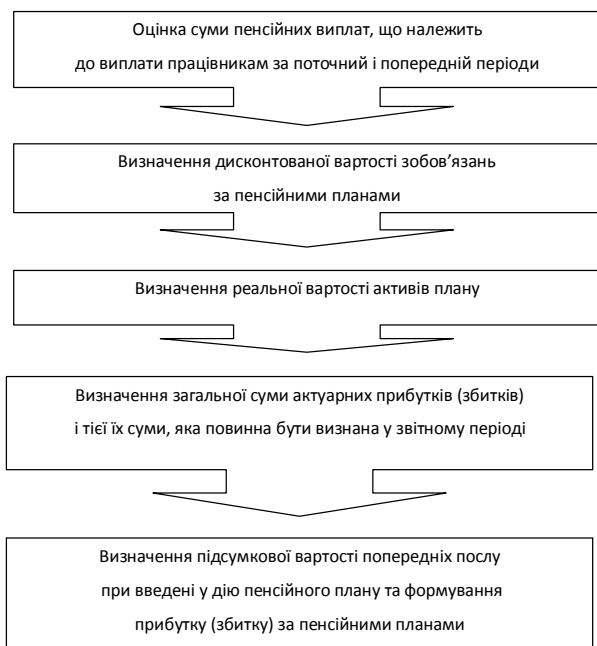 Оцінка суми пенсійних виплат, що належить
до виплати працівникам за поточний і попередній періоди
Визначення дисконтованої вартості зобов’язань
за пенсійними планами
Визначення реальної вартості активів плану
Визначення загальної суми актуарних прибутків (збитків)
і тієї їх суми, яка повинна бути визнана у звітному періоді
Визначення підсумкової вартості попередніх послу
при введені у дію пенсійного плану та формування
прибутку (збитку) за пенсійними планами